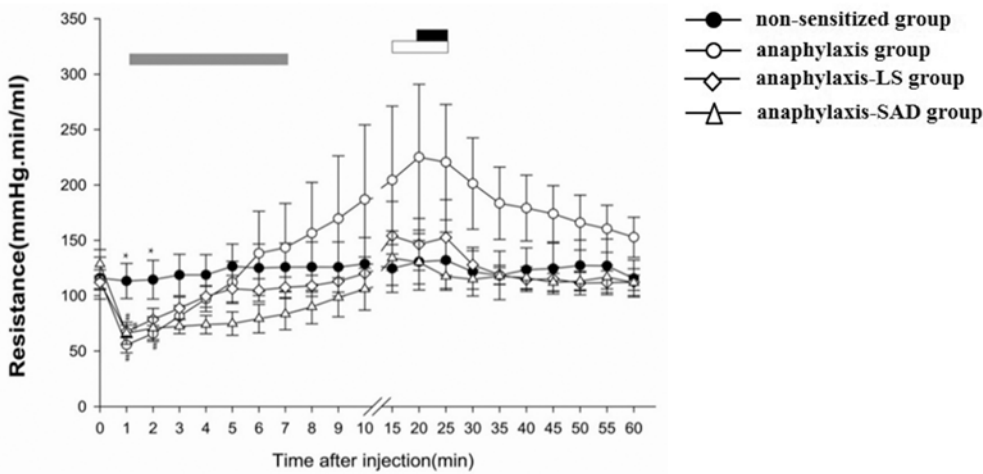 350
300
250
200
150
100
50
0
Resistance(mmHg.min/ml)
* *
#
#
#
0 1 2 3 4 5 6 7 8 9 10 15 20 25 30 35 40 45 50 55 60
Time after injection(min)
non-sensitized group
anaphylaxis group
anaphylaxis-LS group
anaphylaxis-SAD group